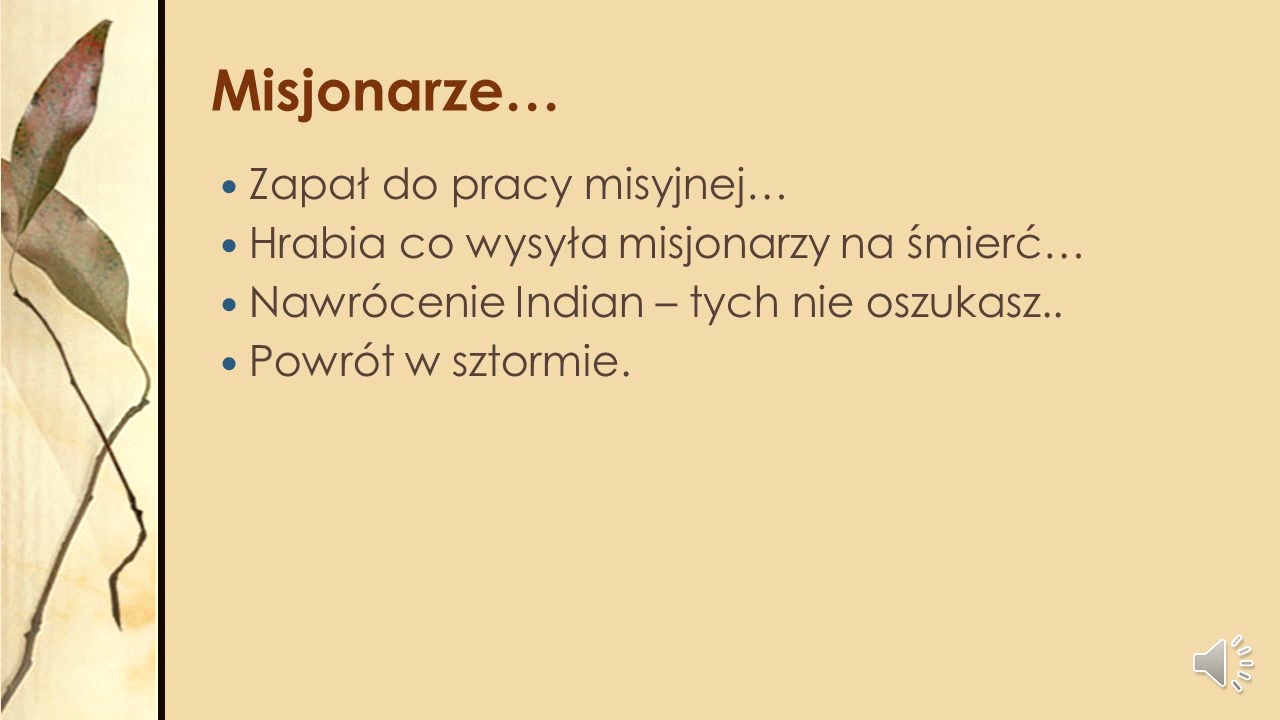 Misjonarze…
Zapał do pracy misyjnej…
Hrabia co wysyła misjonarzy na śmierć…
Nawrócenie Indian – tych nie oszukasz..
Powrót w sztormie.